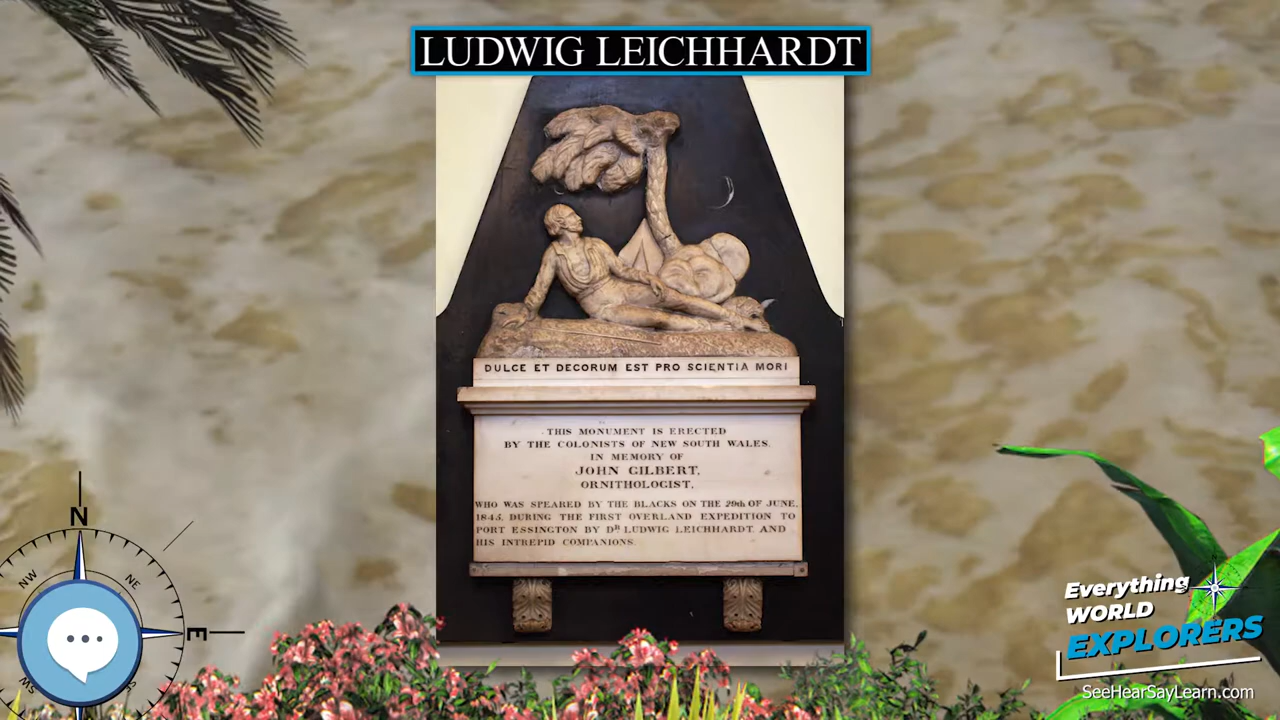 LUDWIG LEICHHARDT
DULCE ET DECORUM EST PRO SCIENTIA MORI
THIS MONUMENT IS ERECTED
BY THE COLONISTS OF NEW SOUTH WALES,
IN MEMORY OF
JOHN GILBERT,
ORNITHOLOGIST,
WHO WAS SPEARED BY THE BLACKS ON THE 29th OF JUNE,
1845, DURING THE FIRST OVERLAND EXPEDITION TO
PORT ESSINGTON BY DR LUDWIG LEICHHARDT AND
HIS INTREPID COMPANIONS.
N
NW
NE
E
SW
Everything
WORLD
EXPLORERS
SeeHearSayLearn.com